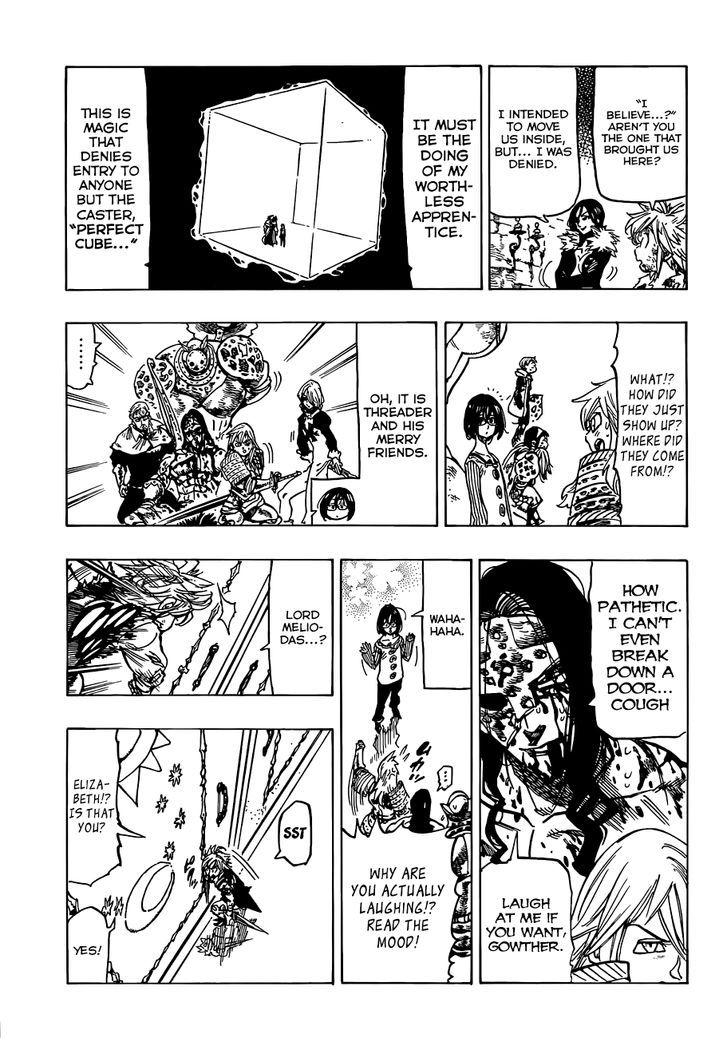 "I
BELIEVE...?"
AREN'T YOU
THE ONE THAT
BROUGHT US
HERE?
I INTENDED
TO MOVE
US INSIDE,
BUT... I WAS
DENIED.
IT MUST
BE THE
DOING OF
MY
WORTH-
LESS
APPREN-
TICE.
THIS IS
MAGIC
THAT
DENIES
ENTRY TO
ANYONE
BUT THE
CASTER,
"PERFECT
CUBE..."
WHAT!?
HOW DID
THEY JUST
SHOW UP?
WHERE DID
THEY COME
FROM!?
OH, IT IS
THREADER
AND HIS
MERRY
FRIENDS.
......
HOW
PATHETIC.
I CAN'T
EVEN
BREAK
DOWN A
DOOR...
COUGH
LAUGH
AT ME IF
YOU WANT,
GOWTHER.
WAHA-
HAHA.
...
WHY ARE
YOU ACTUALLY
LAUGHING!?
READ THE
MOOD!
LORD
MELIO-
DAS...?
SST
ELIZA-
BETH!?
IS THAT
YOU?
YES!